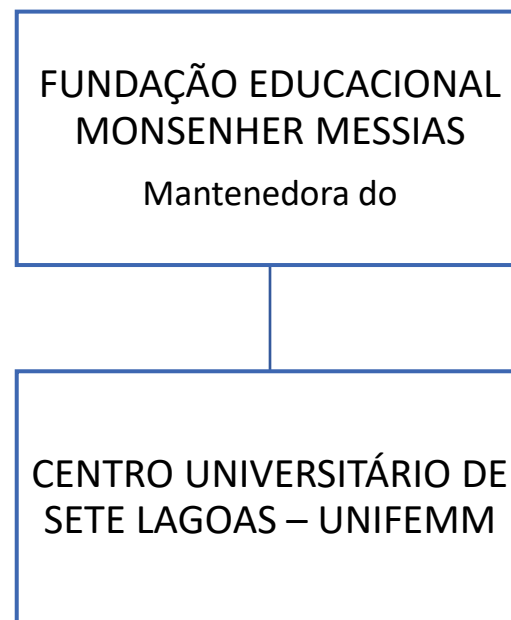 FUNDAÇÃO EDUCACIONAL
MONSENHER MESSIAS
Mantenedora do
CENTRO UNIVERSITÁRIO DE
SETE LAGOAS – UNIFEMM